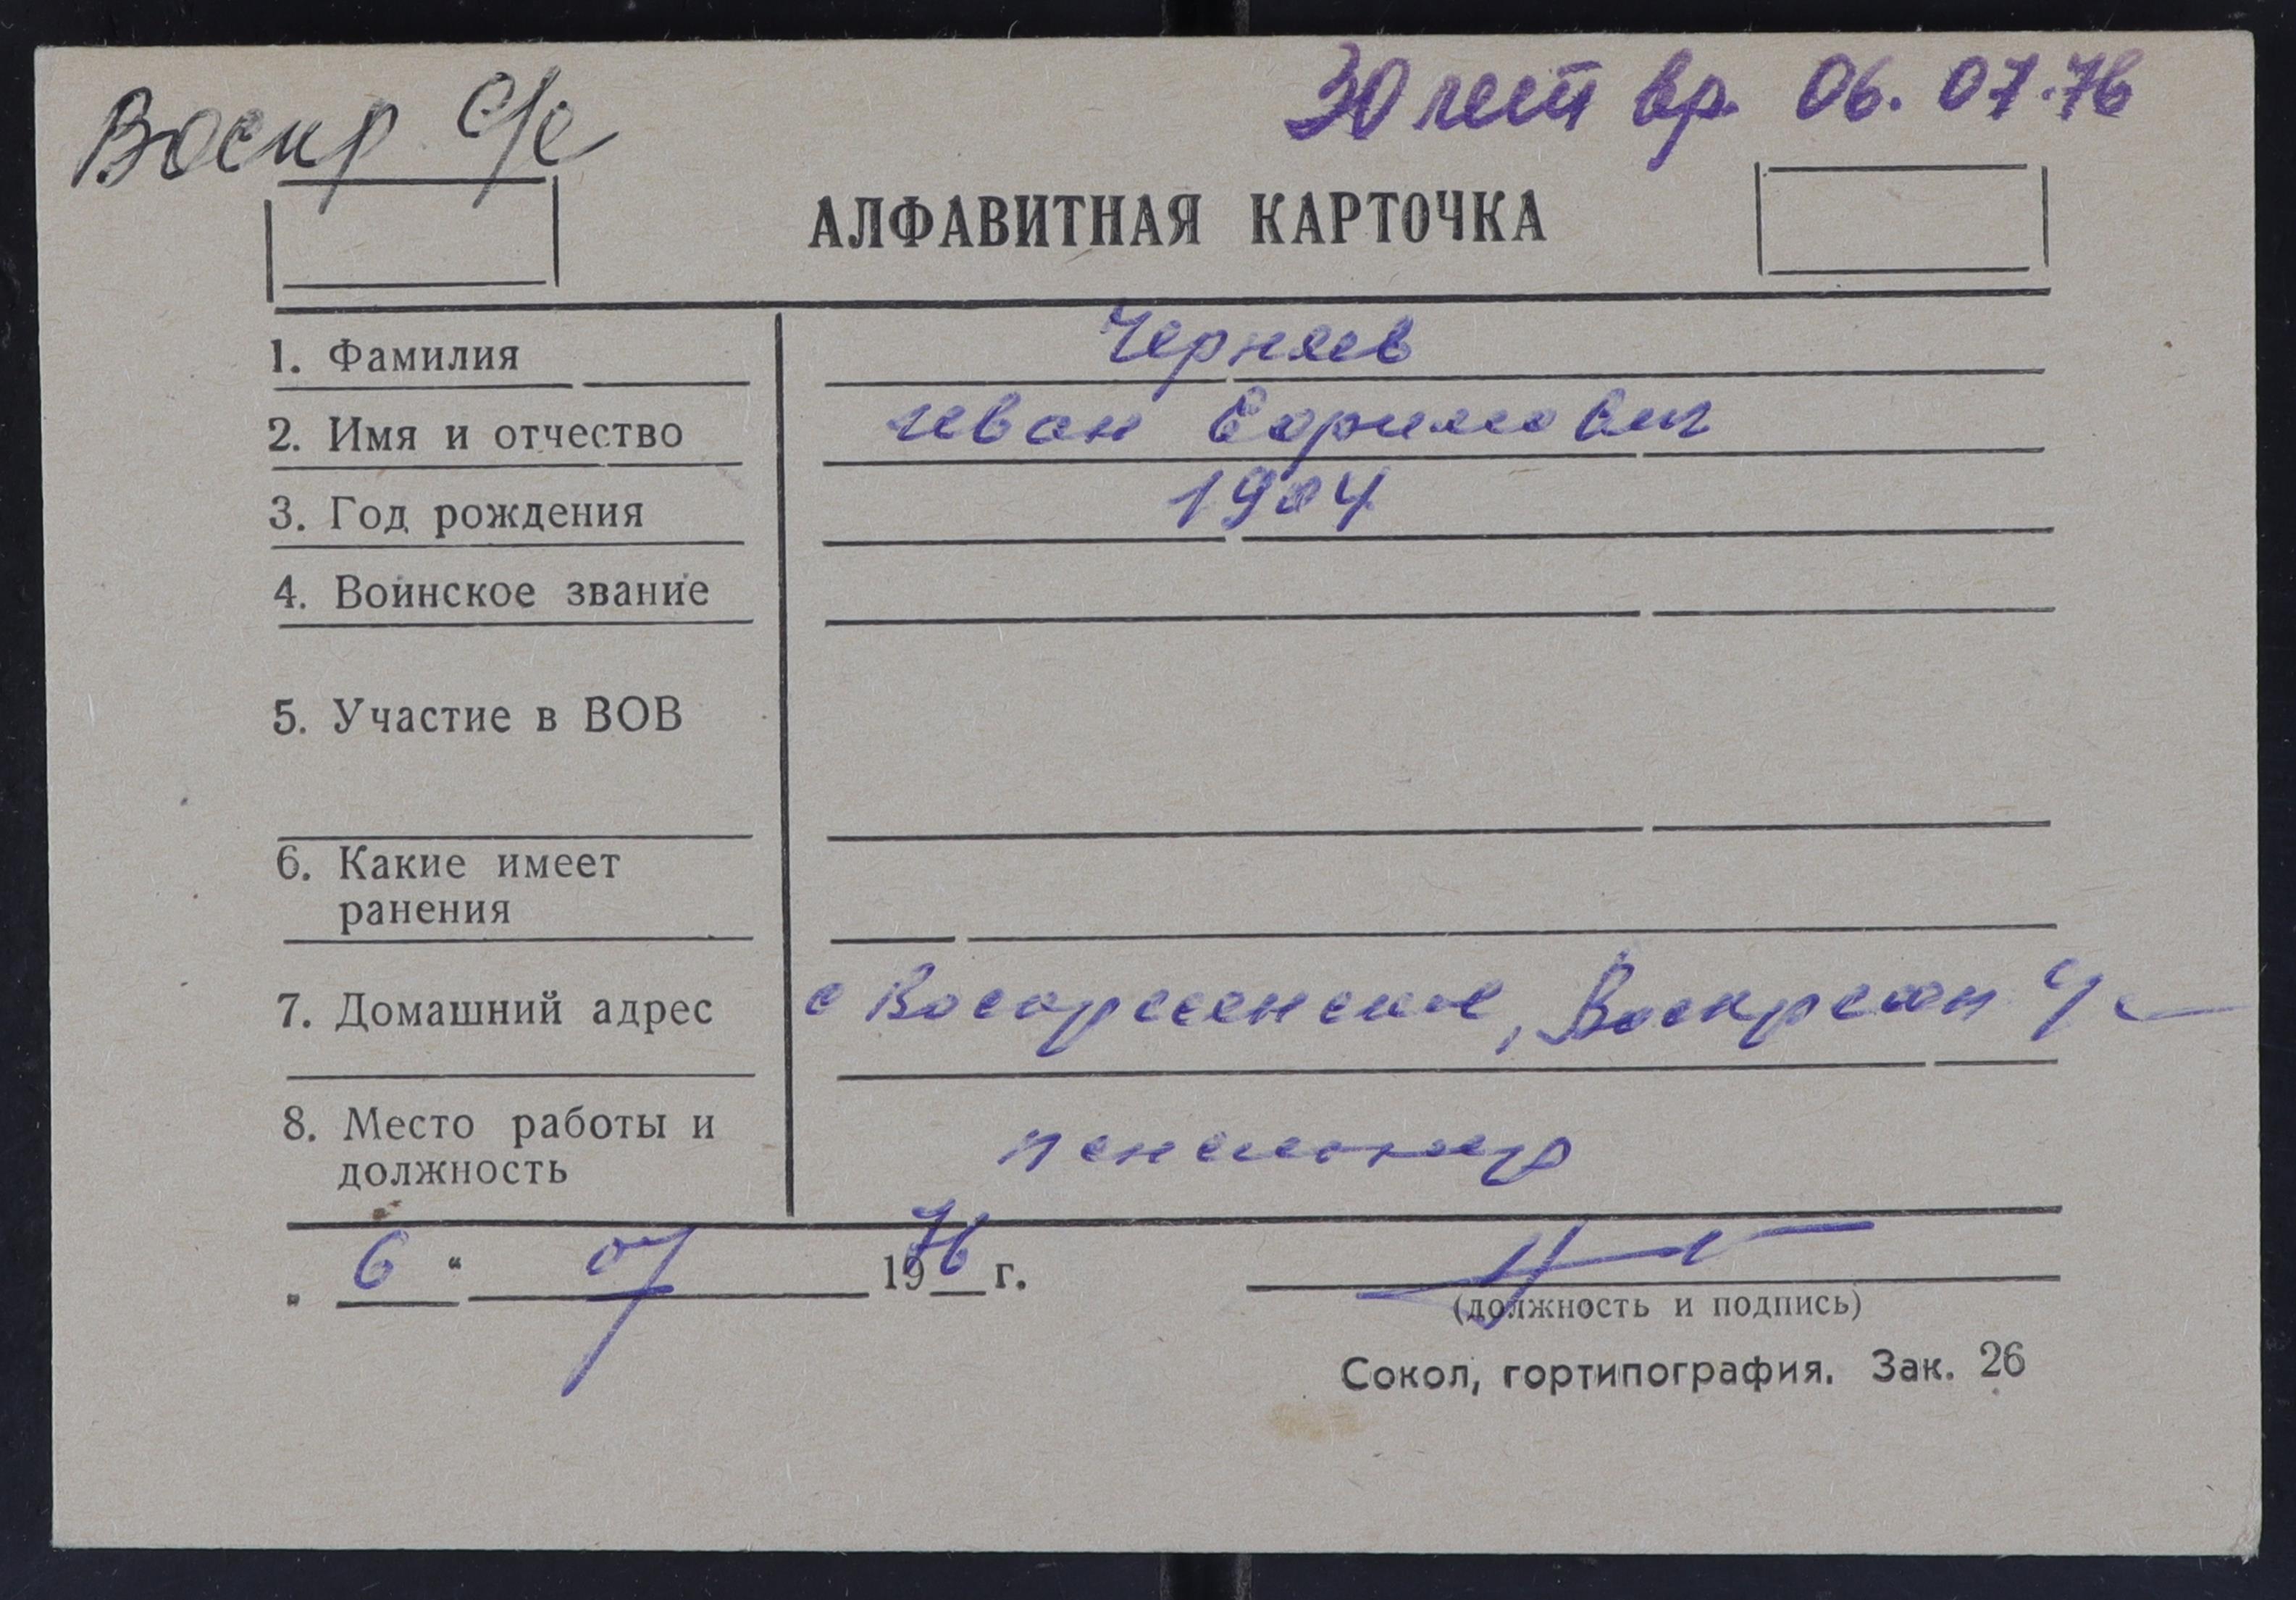 Воскр с/с
30 лет вр. 06.07.76
АЛФАВИТНАЯ КАРТОЧКА
1. Фамилия Черняев
2. Имя и отчество Иван Ефимович
3. Год рождения 1904
4. Воинское звание
5. Участие в ВОВ
6. Какие имеет
ранения
7. Домашний адрес с Воскресенское, Воскресен с/с
8. Место работы и
должность пенсионер
„ 6 “ 07 1976 г.
(должность и подпись)
Сокол, гортипография. Зак. 26